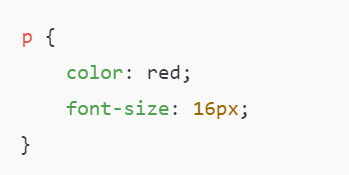 p {
    color: red;
    font-size: 16px;
}